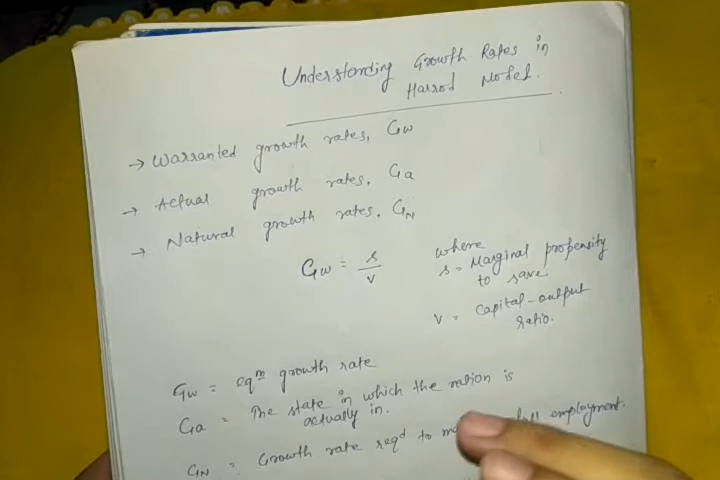 Understanding Growth Rates in
Harrod Model.
→ Warranted growth rates, Gw
→ Actual growth rates, Ga
→ Natural growth rates, GN
Gw = s/v
where
s = Marginal propensity
to save
v = Capital-output
ratio.
Gw = eqm growth rate
Ga = The state in which the nation is
actually in.
GN = Growth rate reqd to full employment.